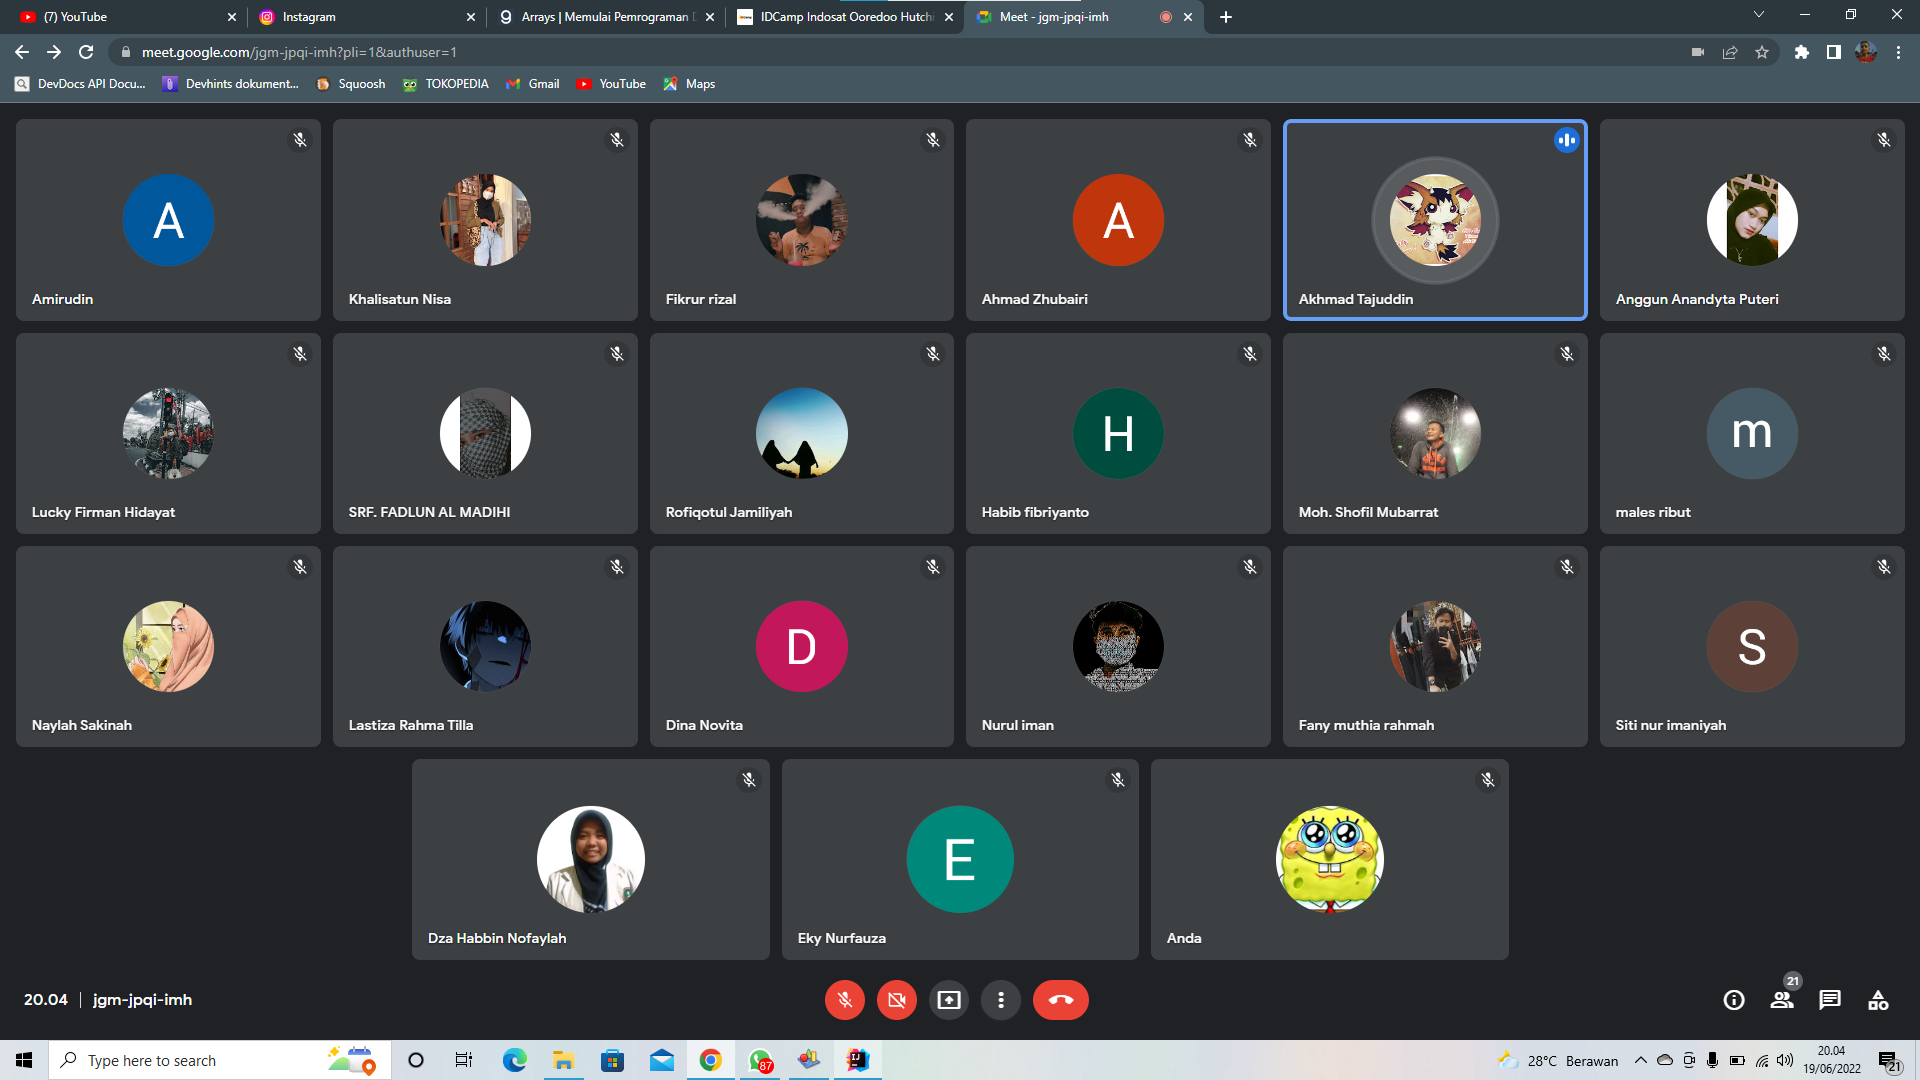 (7) YouTube
Instagram
Arrays | Memulai Pemrograman D
IDCamp Indosat Ooredoo Hutchi
Meet - jgm-jpqi-imh
meet.google.com/jgm-jpqi-imh?pli=1&authuser=1
DevDocs API Docu...
Devhints dokument...
Squoosh
TOKOPEDIA
Gmail
YouTube
Maps
A
Amirudin
Khalisatun Nisa
Fikrur rizal
A
Ahmad Zhubairi
Akhmad Tajuddin
Anggun Anandyta Puteri
Lucky Firman Hidayat
SRF. FADLUN AL MADIHI
Rofiqotul Jamiliyah
H
Habib fibriyanto
Moh. Shofil Mubarrat
m
males ribut
Naylah Sakinah
Lastiza Rahma Tilla
D
Dina Novita
Nurul iman
Fany muthia rahmah
S
Siti nur imaniyah
Dza Habbin Nofaylah
E
Eky Nurfauza
Anda
20.04 | jgm-jpqi-imh
21
Type here to search
87
28°C Berawan
20.04
19/06/2022
21